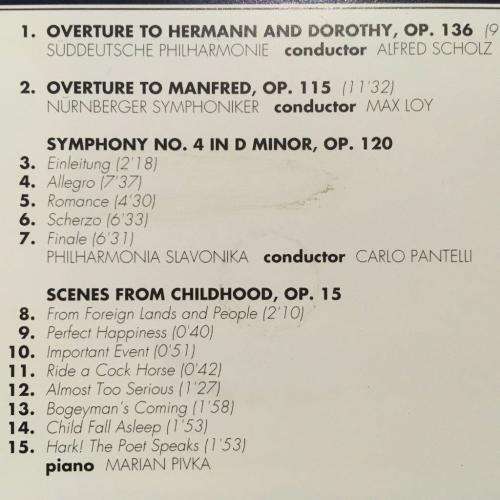 1. OVERTURE TO HERMANN AND DOROTHY, OP. 136 (9
SUDDEUTSCHE PHILHARMONIE conductor ALFRED SCHOLZ
2. OVERTURE TO MANFRED, OP. 115 (11'32)
NURNBERGER SYMPHONIKER conductor MAX LOY
SYMPHONY NO. 4 IN D MINOR, OP. 120
3. Einleitung (2'18)
4. Allegro (7'37)
5. Romance (4'30)
6. Scherzo (6'33)
7. Finale (6'31)
PHILHARMONIA SLAVONIKA conductor CARLO PANTELLI
SCENES FROM CHILDHOOD, OP. 15
8. From Foreign Lands and People (2'10)
9. Perfect Happiness (0'40)
10. Important Event (0'51)
11. Ride a Cock Horse (0'42)
12. Almost Too Serious (1'27)
13. Bogeyman's Coming (1'58)
14. Child Fall Asleep (1'53)
15. Hark! The Poet Speaks (1'53)
piano MARIAN PIVKA